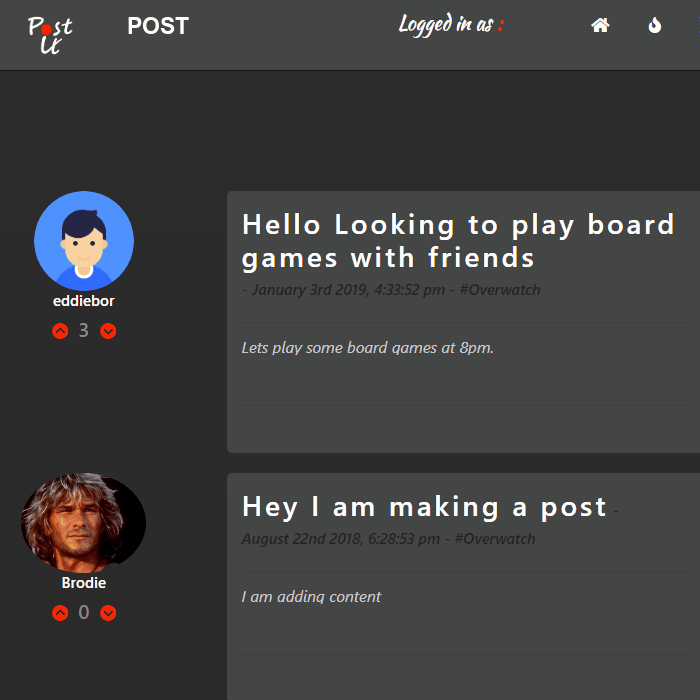 Post It
POST
Logged in as :
eddiebor
3
Hello Looking to play board
games with friends
- January 3rd 2019, 4:33:52 pm - #Overwatch
Lets play some board games at 8pm.
Brodie
0
Hey I am making a post -
August 22nd 2018, 6:28:53 pm - #Overwatch
I am adding content